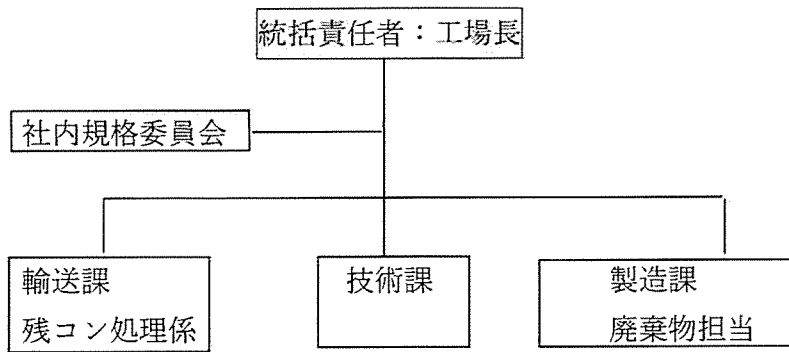 統括責任者：工場長
社内規格委員会
輸送課
残コン処理係
技術課
製造課
廃棄物担当